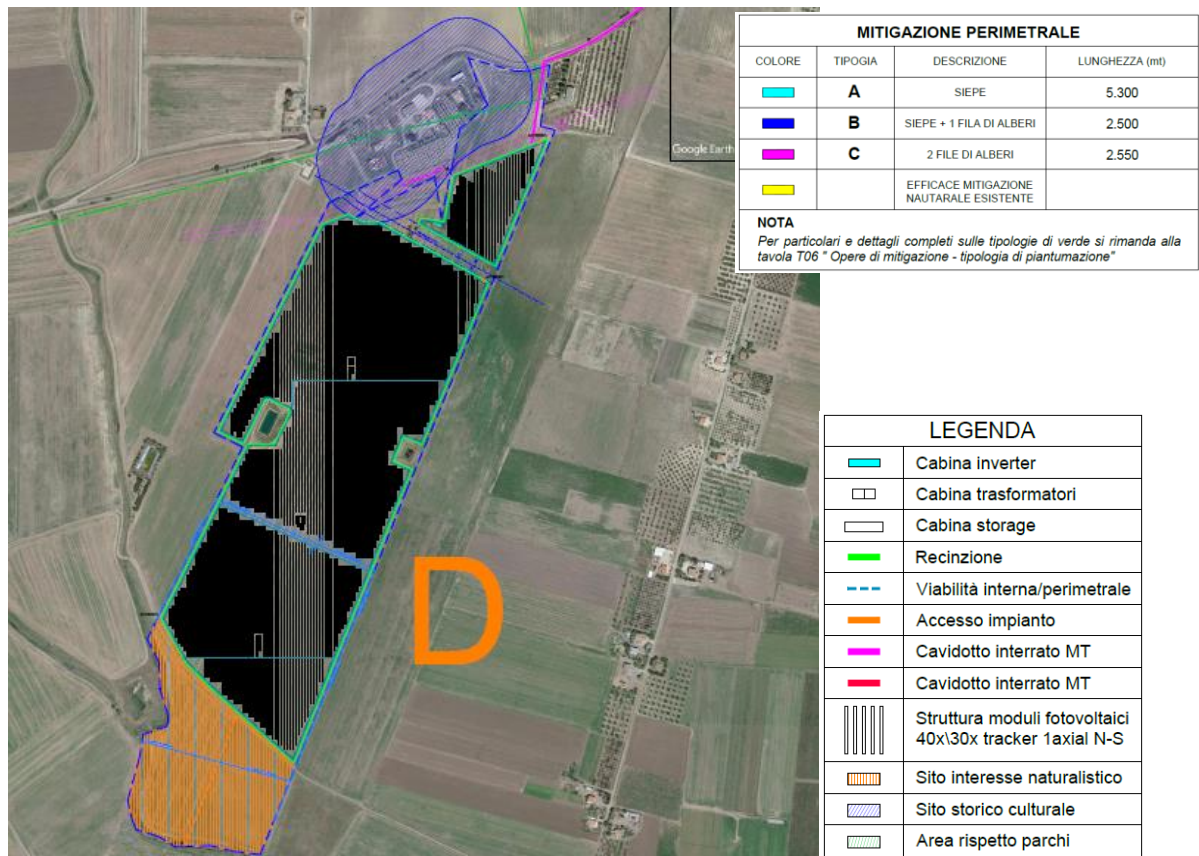 MITIGAZIONE PERIMETRALE
COLORE TIPOGIA DESCRIZIONE LUNGHEZZA (mt)
A SIEPE 5.300
B SIEPE + 1 FILA DI ALBERI 2.500
C 2 FILE DI ALBERI 2.550
EFFICACE MITIGAZIONE
NAUTARALE ESISTENTE
NOTA
Per particolari e dettagli completi sulle tipologie di verde si rimanda alla
tavola T06 " Opere di mitigazione - tipologia di piantumazione"
Google Earth
D
LEGENDA
Cabina inverter
Cabina trasformatori
Cabina storage
Recinzione
Viabilità interna/perimetrale
Accesso impianto
Cavidotto interrato MT
Cavidotto interrato MT
Struttura moduli fotovoltaici
40x\30x tracker 1axial N-S
Sito interesse naturalistico
Sito storico culturale
Area rispetto parchi